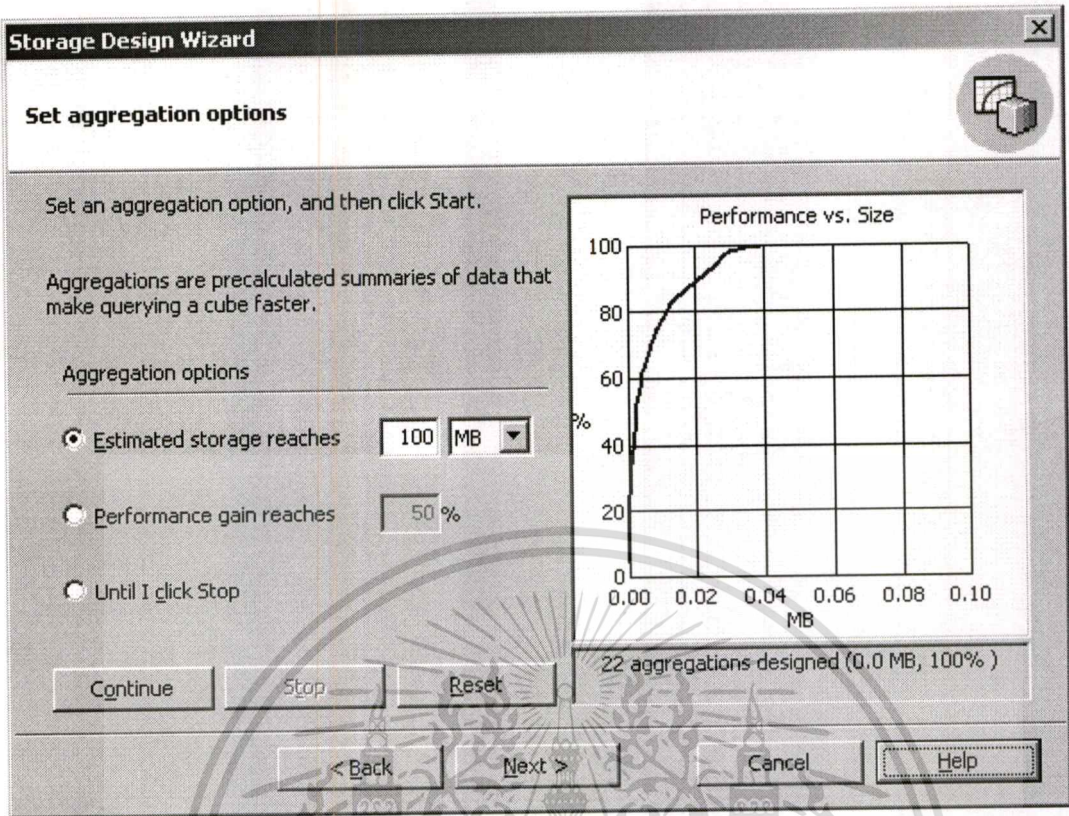 Storage Design Wizard
Set aggregation options
Set an aggregation option, and then click Start.
Aggregations are precalculated summaries of data that
make querying a cube faster.
Aggregation options
Estimated storage reaches 100 MB
Performance gain reaches 50 %
Until I click Stop
Continue Stop Reset
Performance vs. Size
100
80
60
%
40
20
0
0.00 0.02 0.04 0.06 0.08 0.10
MB
22 aggregations designed (0.0 MB, 100% )
< Back Next > Cancel Help